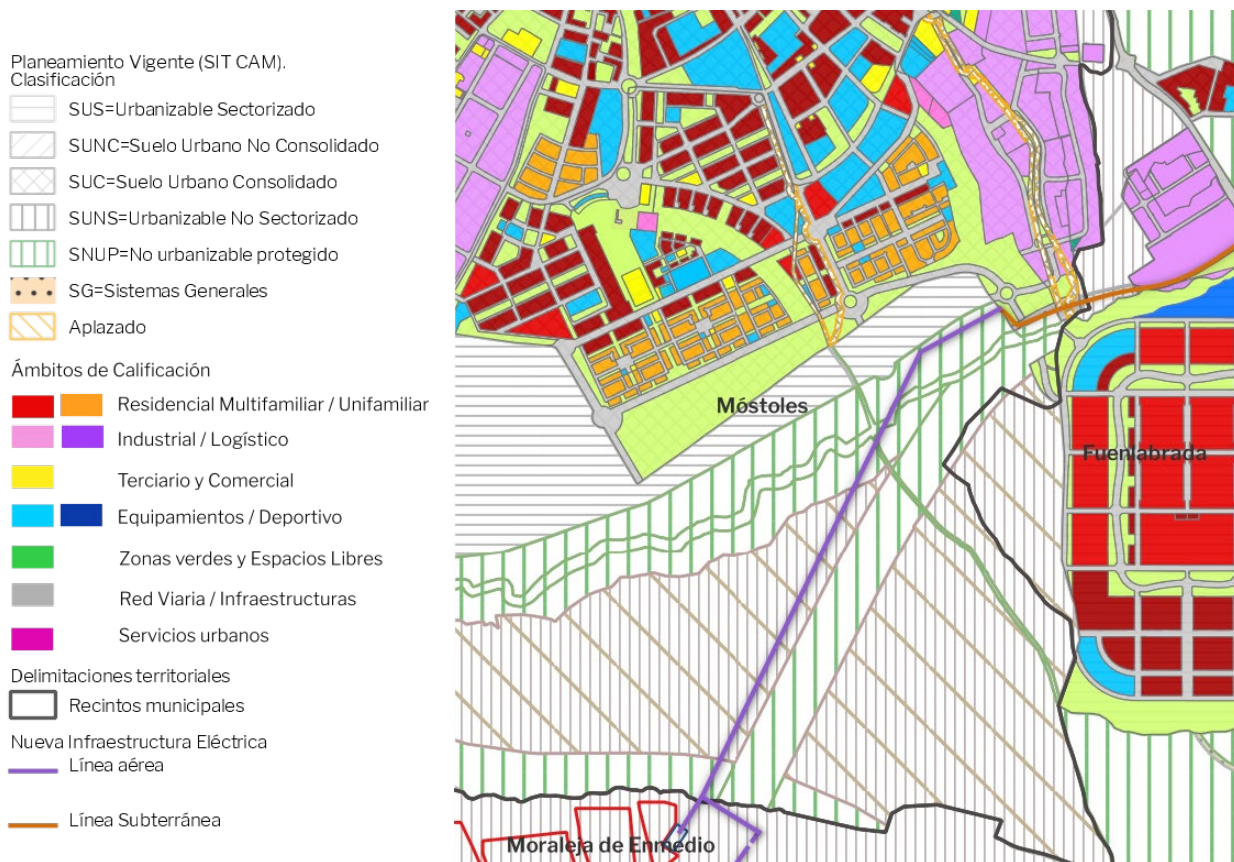 Planeamiento Vigente (SIT CAM).
Clasificación
SUS=Urbanizable Sectorizado
SUNC=Suelo Urbano No Consolidado
SUC=Suelo Urbano Consolidado
SUNS=Urbanizable No Sectorizado
SNUP=No urbanizable protegido
SG=Sistemas Generales
Aplazado
Ámbitos de Calificación
Residencial Multifamiliar / Unifamiliar
Industrial / Logístico
Terciario y Comercial
Equipamientos / Deportivo
Zonas verdes y Espacios Libres
Red Viaria / Infraestructuras
Servicios urbanos
Delimitaciones territoriales
Recintos municipales
Nueva Infraestructura Eléctrica
Línea aérea
Línea Subterránea
Móstoles
Fuenlabrada
Moraleja de Enmedio